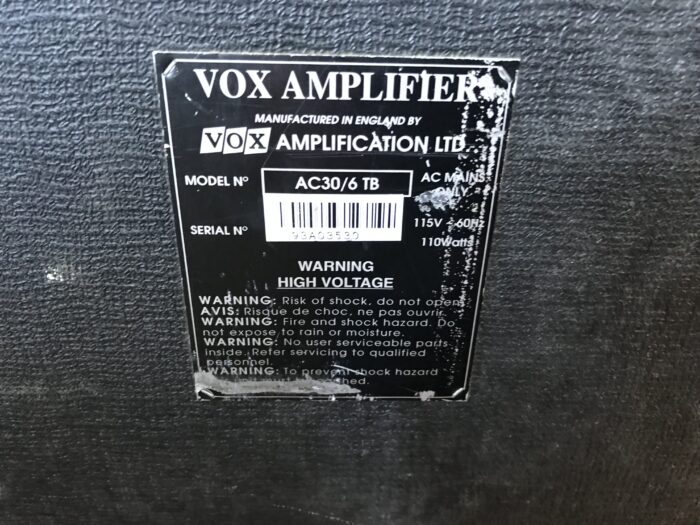 VOX AMPLIFIER
MANUFACTURED IN ENGLAND BY
VOX AMPLIFICATION LTD.
MODEL Nº AC30/6 TB AC MAINS ONLY
SERIAL Nº 93A03530 115V ~ 60Hz
110Watts
WARNING
HIGH VOLTAGE
WARNING: Risk of shock, do not open.
AVIS: Risque de choc, ne pas ouvrir.
WARNING: Fire and shock hazard. Do
not expose to rain or moisture.
WARNING: No user serviceable parts
inside. Refer servicing to qualified
personnel.
WARNING: To prevent shock hazard
must